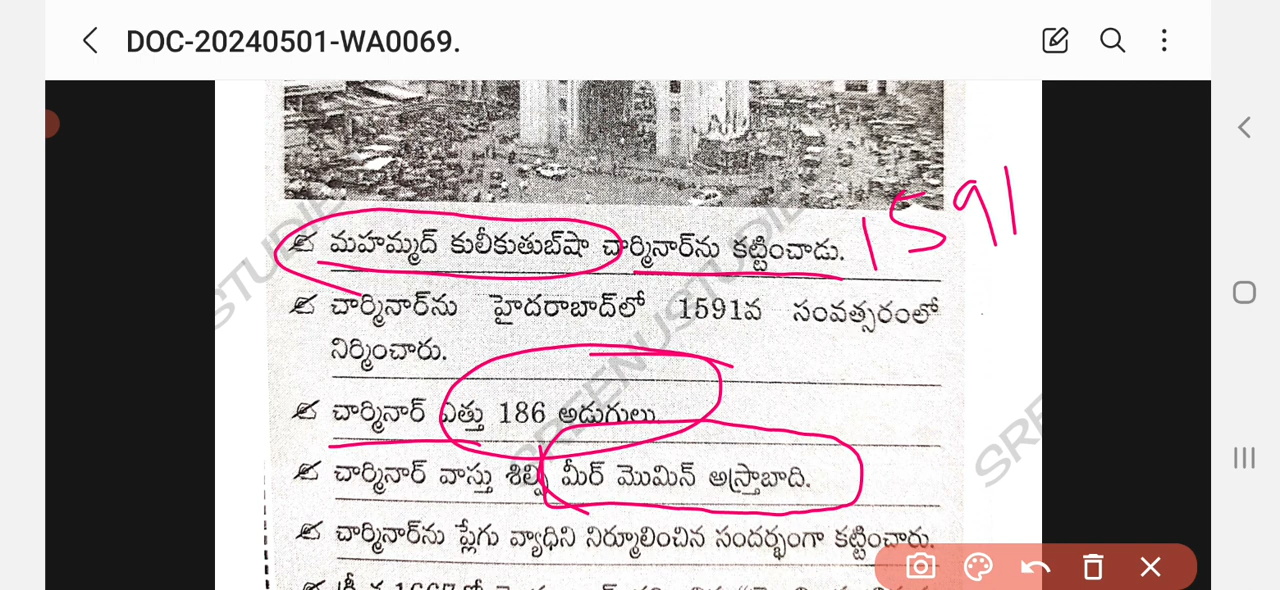 DOC-20240501-WA0069.
మహమ్మద్ కులీకుతుబ్‌షా చార్మినార్‌ను కట్టించాడు. 1591
చార్మినార్‌ను హైదరాబాద్‌లో 1591వ సంవత్సరంలో
నిర్మించారు.
చార్మినార్ ఎత్తు 186 అడుగులు
చార్మినార్ వాస్తు శిల్పి మీర్ మొమిన్ అస్త్రాబాది.
చార్మినార్‌ను ప్లేగు వ్యాధిని నిర్మూలించిన సందర్భంగా కట్టించారు.